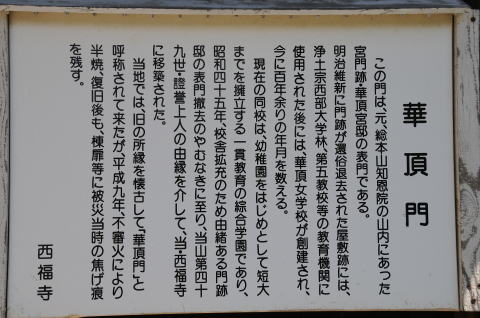 華頂門
この門は、元、総本山知恩院の山内にあった
宮門跡・華頂宮邸の表門である。
明治維新に門跡が還俗退去された屋敷跡には、
浄土宗西部大学林、第五教校等の教育機関に
使用された後には、華頂女学校が創建され、
今に百年余りの年月を数える。
現在の同校は、幼稚園をはじめとして短大
までを擁立する一貫教育の綜合学園であり、
昭和四十五年、校舎拡充のため由緒ある門跡
邸の表門撤去のやむなきに至り、当山第四十
九世・證誉上人の由縁を介して、当・西福寺
に移築された。
当地では、旧の所縁を懐古して、「華頂門」と
呼称されて来たが、平成九年、不審火により
半焼、復旧後も、棟扉等に被災当時の焦げ痕
を残す。
西福寺